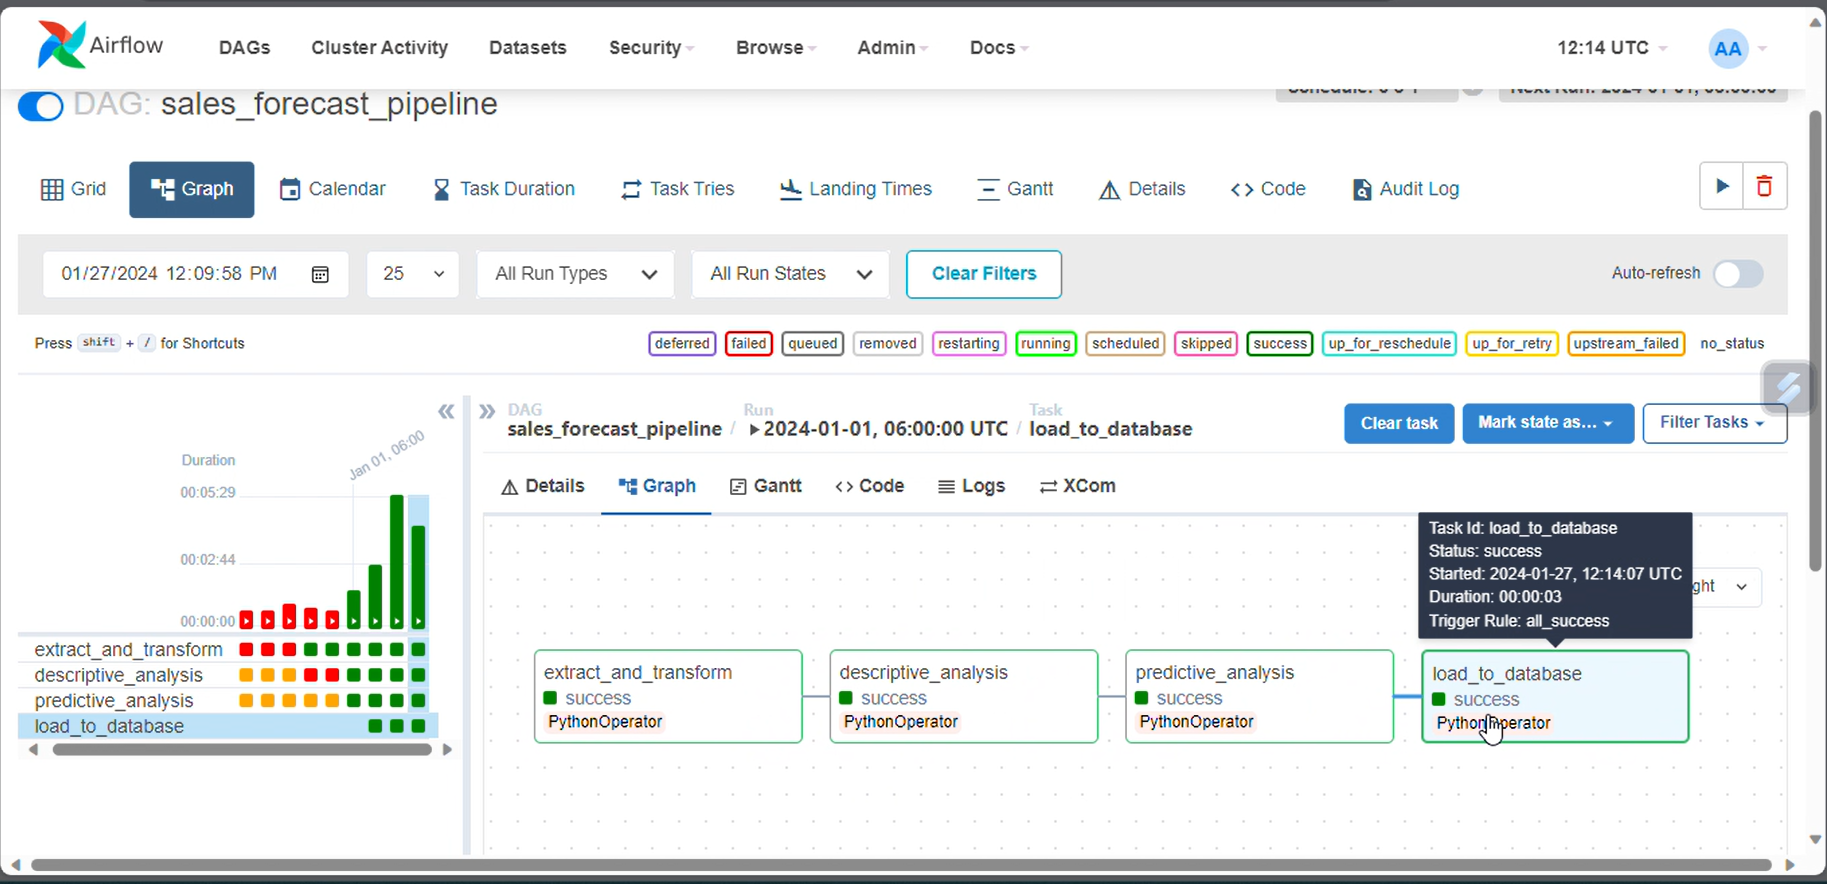 Airflow DAGs Cluster Activity Datasets Security Browse Admin Docs 12:14 UTC AA
DAG: sales_forecast_pipeline
Grid Graph Calendar Task Duration Task Tries Landing Times Gantt Details Code Audit Log
01/27/2024 12:09:58 PM 25 All Run Types All Run States Clear Filters Auto-refresh
Press shift + / for Shortcuts deferred failed queued removed restarting running scheduled skipped success up_for_reschedule up_for_retry upstream_failed no_status
Duration
00:05:29
00:02:44
00:00:00
Jan 01, 06:00
extract_and_transform
descriptive_analysis
predictive_analysis
load_to_database
DAG Run Task
sales_forecast_pipeline / 2024-01-01, 06:00:00 UTC / load_to_database
Clear task Mark state as... Filter Tasks
Details Graph Gantt Code Logs XCom
Task Id: load_to_database
Status: success
Started: 2024-01-27, 12:14:07 UTC
Duration: 00:00:03
Trigger Rule: all_success
extract_and_transform
success
PythonOperator
descriptive_analysis
success
PythonOperator
predictive_analysis
success
PythonOperator
load_to_database
success
PythonOperator